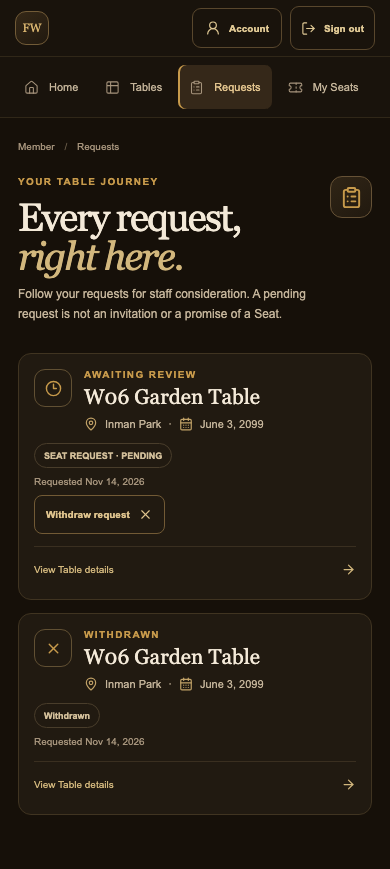 FW
Account
Sign out
Home
Tables
Requests
My Seats
Member / Requests
YOUR TABLE JOURNEY
Every request,
right here.
Follow your requests for staff consideration. A pending
request is not an invitation or a promise of a Seat.
AWAITING REVIEW
W06 Garden Table
Inman Park · June 3, 2099
SEAT REQUEST · PENDING
Requested Nov 14, 2026
Withdraw request
View Table details
WITHDRAWN
W06 Garden Table
Inman Park · June 3, 2099
Withdrawn
Requested Nov 14, 2026
View Table details